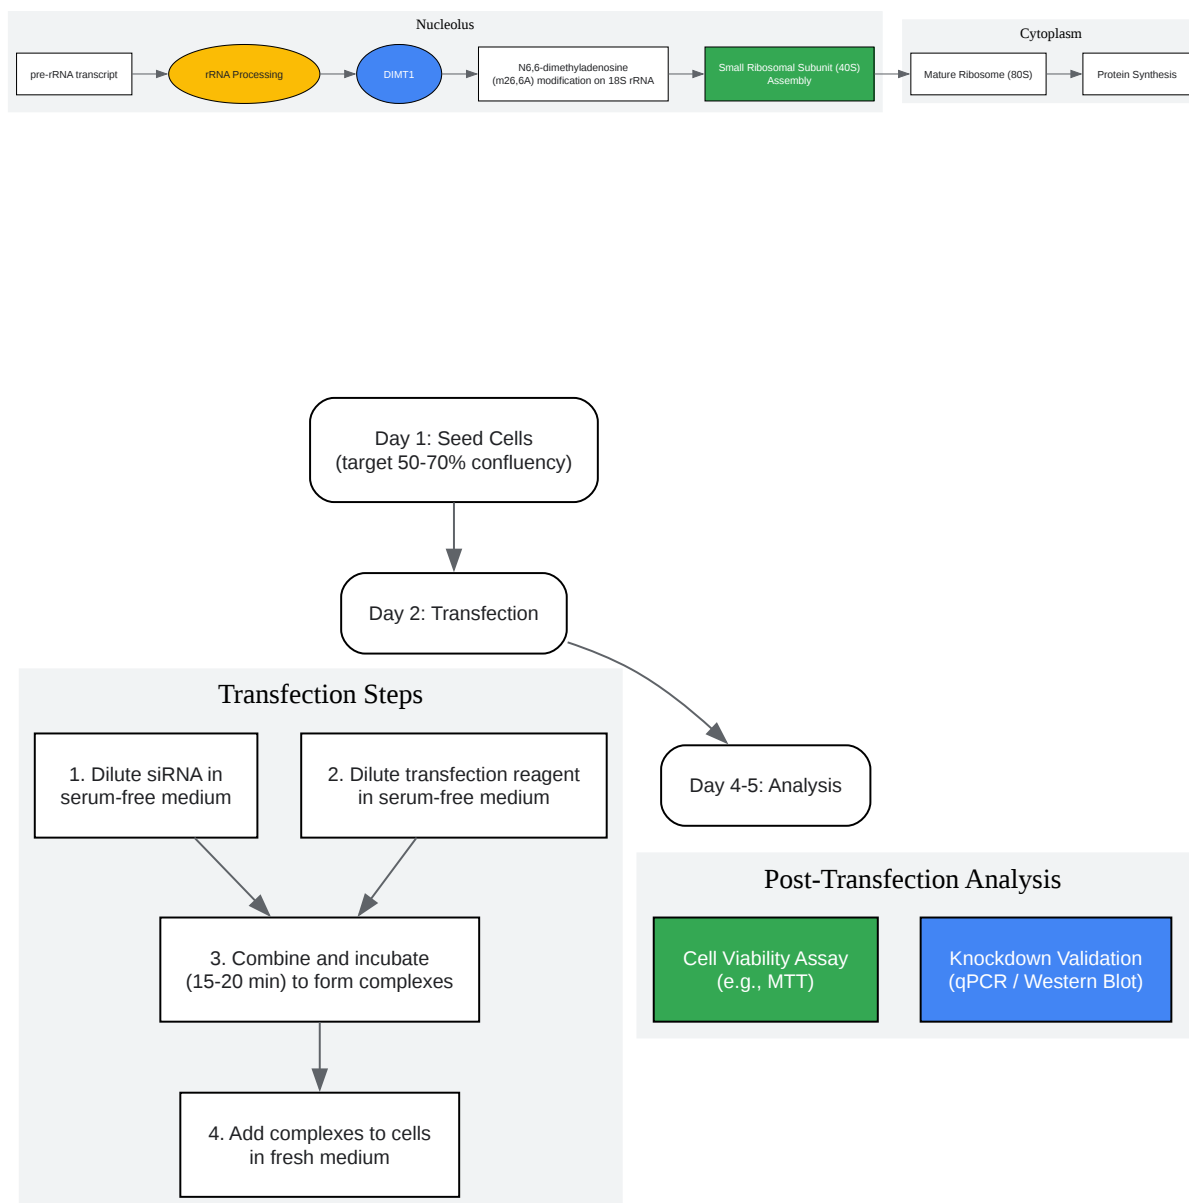 Nucleolus
pre-rRNA transcript
rRNA Processing
DIMT1
N6,6-dimethyladenosine
(m26,6A) modification on 18S rRNA
Small Ribosomal Subunit (40S)
Assembly
Cytoplasm
Mature Ribosome (80S)
Protein Synthesis
Day 1: Seed Cells
(target 50-70% confluency)
Day 2: Transfection
Transfection Steps
1. Dilute siRNA in
serum-free medium
2. Dilute transfection reagent
in serum-free medium
3. Combine and incubate
(15-20 min) to form complexes
4. Add complexes to cells
in fresh medium
Day 4-5: Analysis
Post-Transfection Analysis
Cell Viability Assay
(e.g., MTT)
Knockdown Validation
(qPCR / Western Blot)